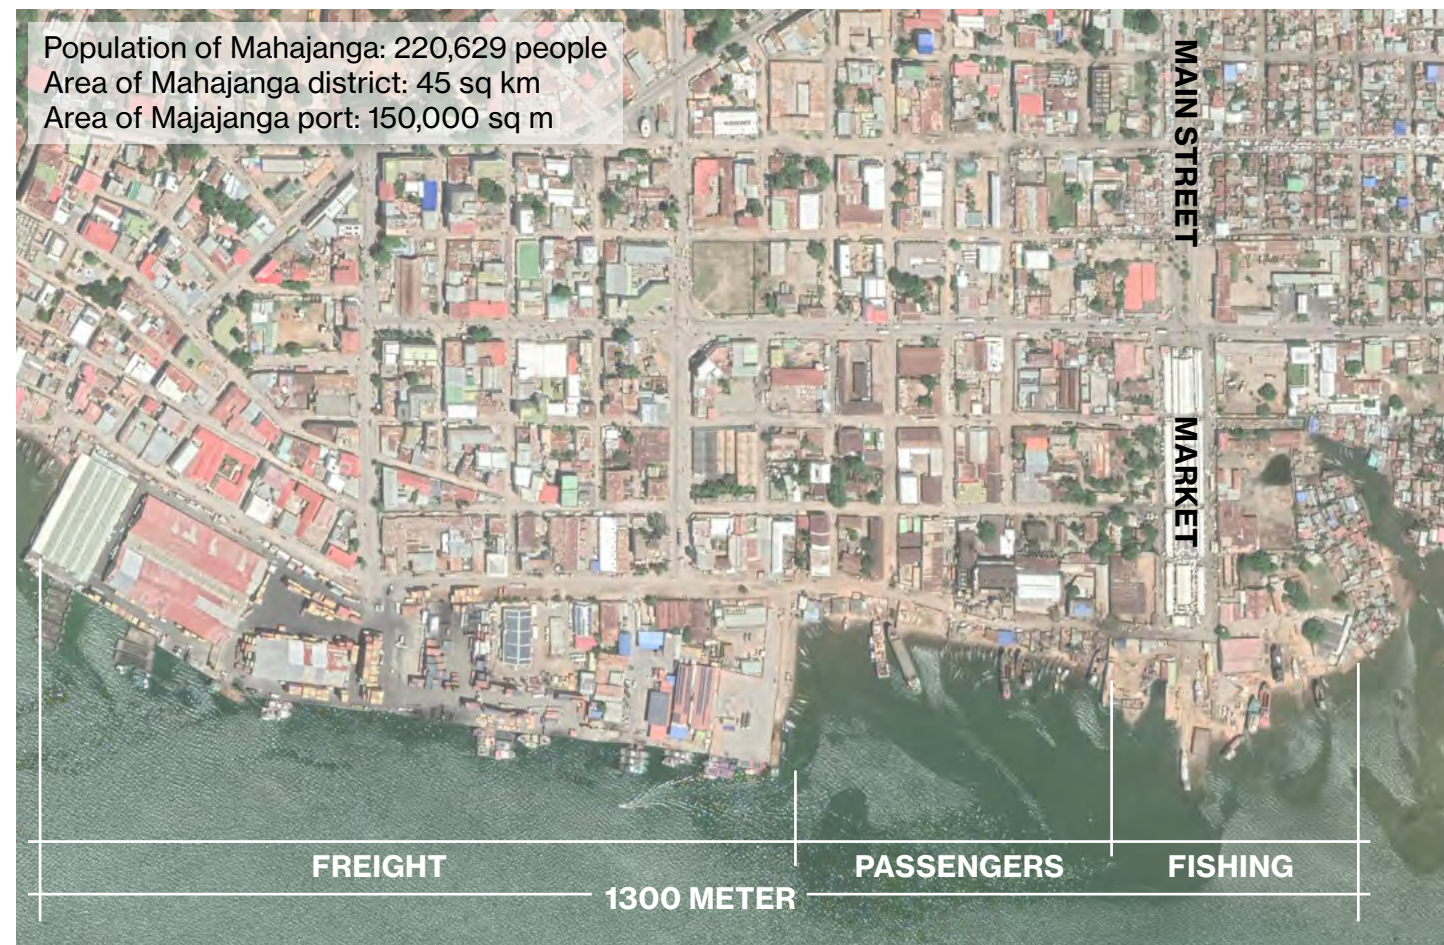 Population of Mahajanga: 220,629 people
Area of Mahajanga district: 45 sq km
Area of Majajanga port: 150,000 sq m
MAIN STREET
MARKET
FREIGHT
PASSENGERS
FISHING
1300 METER